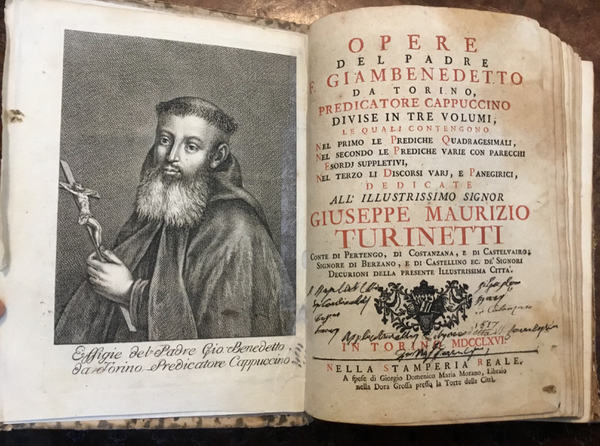 Effigie del Padre Gio: Benedetto
da Torino Predicatore Cappuccino
OPERE
DEL PADRE
F. GIAMBENEDETTO
DA TORINO,
PREDICATORE CAPPUCCINO
DIVISE IN TRE VOLUMI,
LE QUALI CONTENGONO
NEL PRIMO LE PREDICHE QUADRAGESIMALI,
NEL SECONDO LE PREDICHE VARIE CON PARECCHI
ESORDJ SUPPLETIVI,
NEL TERZO LI DISCORSI VARJ, E PANEGIRICI,
DEDICATE
ALL' ILLUSTRISSIMO SIGNOR
GIUSEPPE MAURIZIO
TURINETTI
CONTE DI PERTENGO, DI COSTANZANA, E DI CASTELVAIRO;
SIGNORE DI BERZANO, E DI CASTELLINO EC. DE' SIGNORI
DECURIONI DELLA PRESENTE ILLUSTRISSIMA CITTÀ.
IN TORINO MDCCLXVI.
NELLA STAMPERIA REALE.
A spese di Giorgio Domenico Maria Morano, Libraio
nella Dora Grossa presso la Torre della Città.